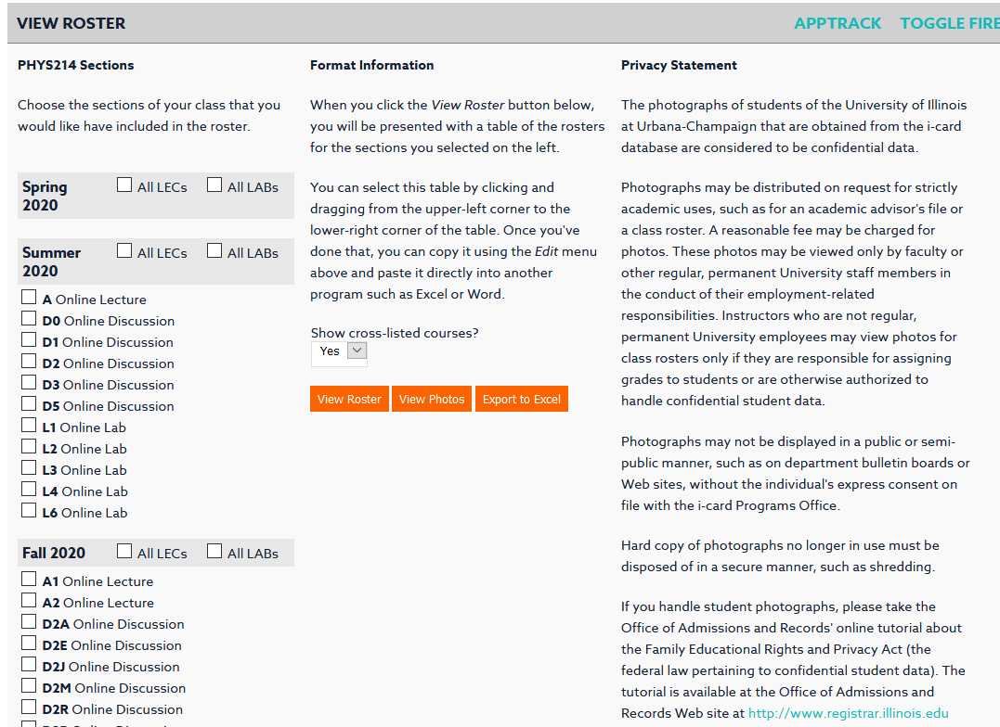 VIEW ROSTER
APPTRACK TOGGLE FIRE
PHYS214 Sections
Choose the sections of your class that you
would like have included in the roster.
Spring
2020
All LECs
All LABs
Summer
2020
All LECs
All LABs
A Online Lecture
D0 Online Discussion
D1 Online Discussion
D2 Online Discussion
D3 Online Discussion
D5 Online Discussion
L1 Online Lab
L2 Online Lab
L3 Online Lab
L4 Online Lab
L6 Online Lab
Fall 2020
All LECs
All LABs
A1 Online Lecture
A2 Online Lecture
D2A Online Discussion
D2E Online Discussion
D2J Online Discussion
D2M Online Discussion
D2R Online Discussion
Format Information
When you click the View Roster button below,
you will be presented with a table of the rosters
for the sections you selected on the left.
You can select this table by clicking and
dragging from the upper-left corner to the
lower-right corner of the table. Once you've
done that, you can copy it using the Edit menu
above and paste it directly into another
program such as Excel or Word.
Show cross-listed courses?
Yes
View Roster
View Photos
Export to Excel
Privacy Statement
The photographs of students of the University of Illinois
at Urbana-Champaign that are obtained from the i-card
database are considered to be confidential data.
Photographs may be distributed on request for strictly
academic uses, such as for an academic advisor's file or
a class roster. A reasonable fee may be charged for
photos. These photos may be viewed only by faculty or
other regular, permanent University staff members in
the conduct of their employment-related
responsibilities. Instructors who are not regular,
permanent University employees may view photos for
class rosters only if they are responsible for assigning
grades to students or are otherwise authorized to
handle confidential student data.
Photographs may not be displayed in a public or semi-
public manner, such as on department bulletin boards or
Web sites, without the individual's express consent on
file with the i-card Programs Office.
Hard copy of photographs no longer in use must be
disposed of in a secure manner, such as shredding.
If you handle student photographs, please take the
Office of Admissions and Records' online tutorial about
the Family Educational Rights and Privacy Act (the
federal law pertaining to confidential student data). The
tutorial is available at the Office of Admissions and
Records Web site at http://www.registrar.illinois.edu